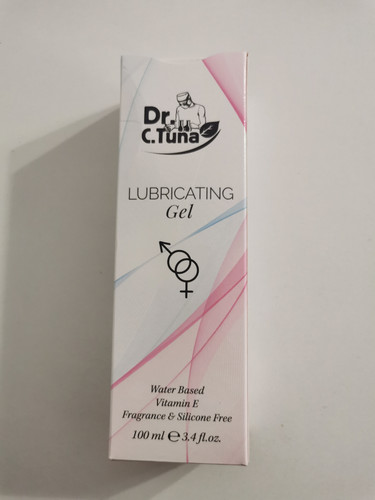 Dr.
C.Tuna
LUBRICATING
Gel
Water Based
Vitamin E
Fragrance & Silicone Free
100 ml ℮ 3.4 fl.oz.